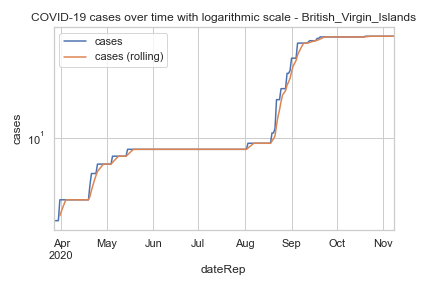 COVID-19 cases over time with logarithmic scale - British_Virgin_Islands
cases
cases (rolling)
cases
10¹
Apr May Jun Jul Aug Sep Oct Nov
2020
dateRep